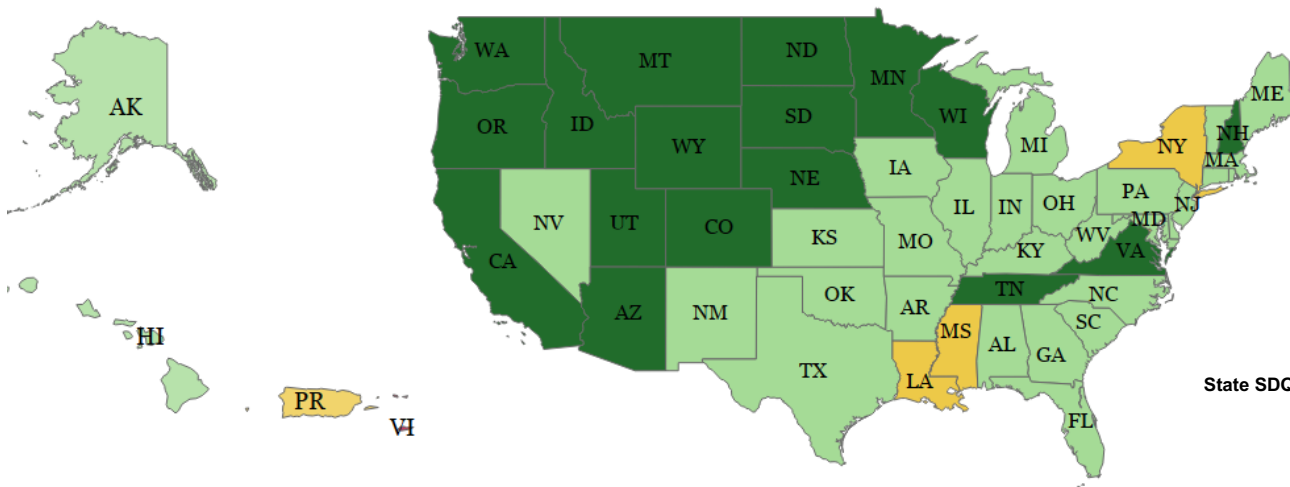 WA
MT
ND
MN
ME
AK
OR
ID
SD
WI
NH
WY
MI
NY
MA
NE
IA
PA
IL
IN
OH
NJ
NV
UT
CO
MD
KS
MO
WV
VA
KY
CA
TN
OK
NC
AZ
NM
AR
SC
HI
MS
AL
GA
TX
LA
State SDQ
PR
FL
VI